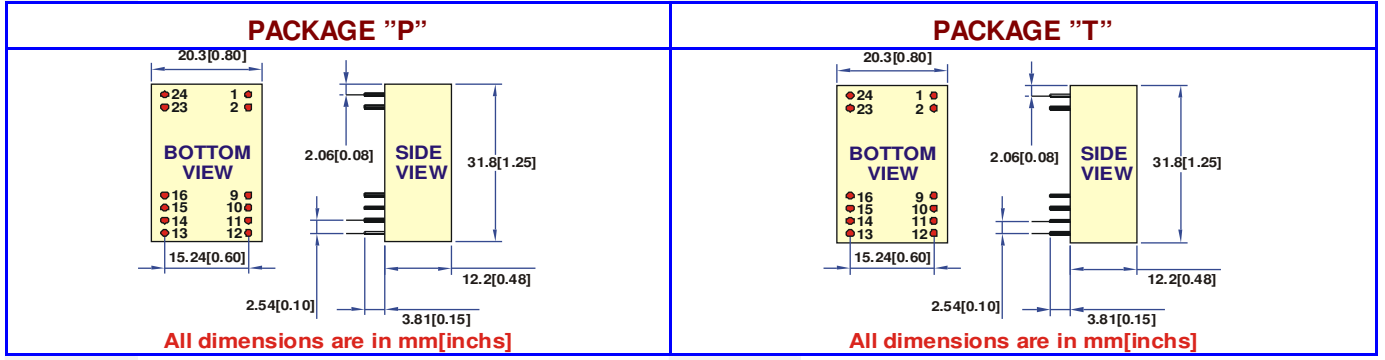 PACKAGE ”P”
20.3[0.80]
24 1
23 2
BOTTOM
VIEW
16 9
15 10
14 11
13 12
15.24[0.60]
2.06[0.08]
SIDE
VIEW
31.8[1.25]
12.2[0.48]
2.54[0.10]
3.81[0.15]
All dimensions are in mm[inchs]
PACKAGE ”T”
20.3[0.80]
24 1
23 2
BOTTOM
VIEW
16 9
15 10
14 11
13 12
15.24[0.60]
2.06[0.08]
SIDE
VIEW
31.8[1.25]
12.2[0.48]
2.54[0.10]
3.81[0.15]
All dimensions are in mm[inchs]